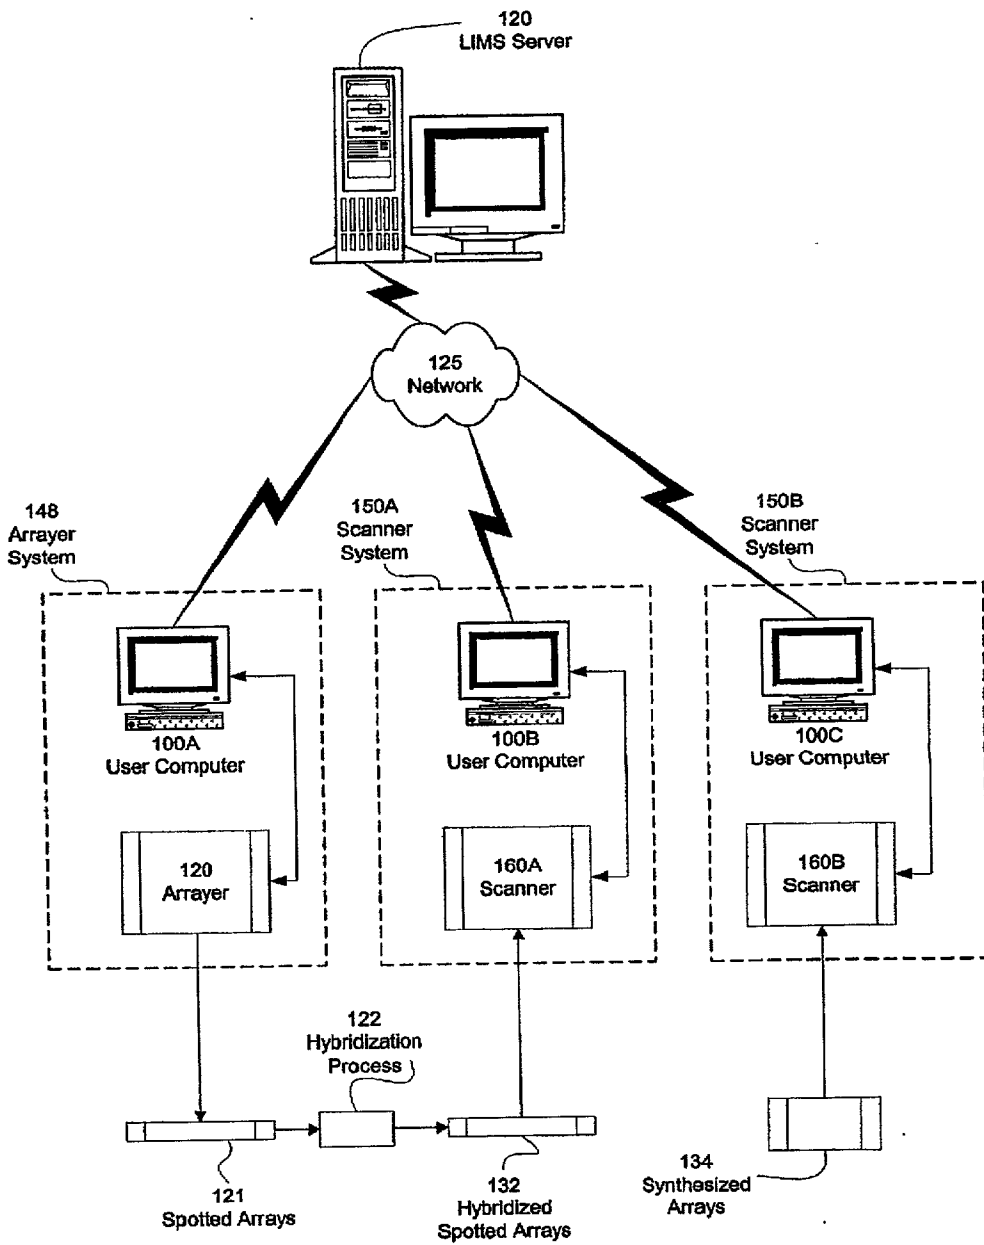 120
LIMS Server
125
Network
148
Arrayer
System
150A
Scanner
System
150B
Scanner
System
100A
User Computer
100B
User Computer
100C
User Computer
120
Arrayer
160A
Scanner
160B
Scanner
122
Hybridization
Process
121
Spotted Arrays
132
Hybridized
Spotted Arrays
134
Synthesized
Arrays